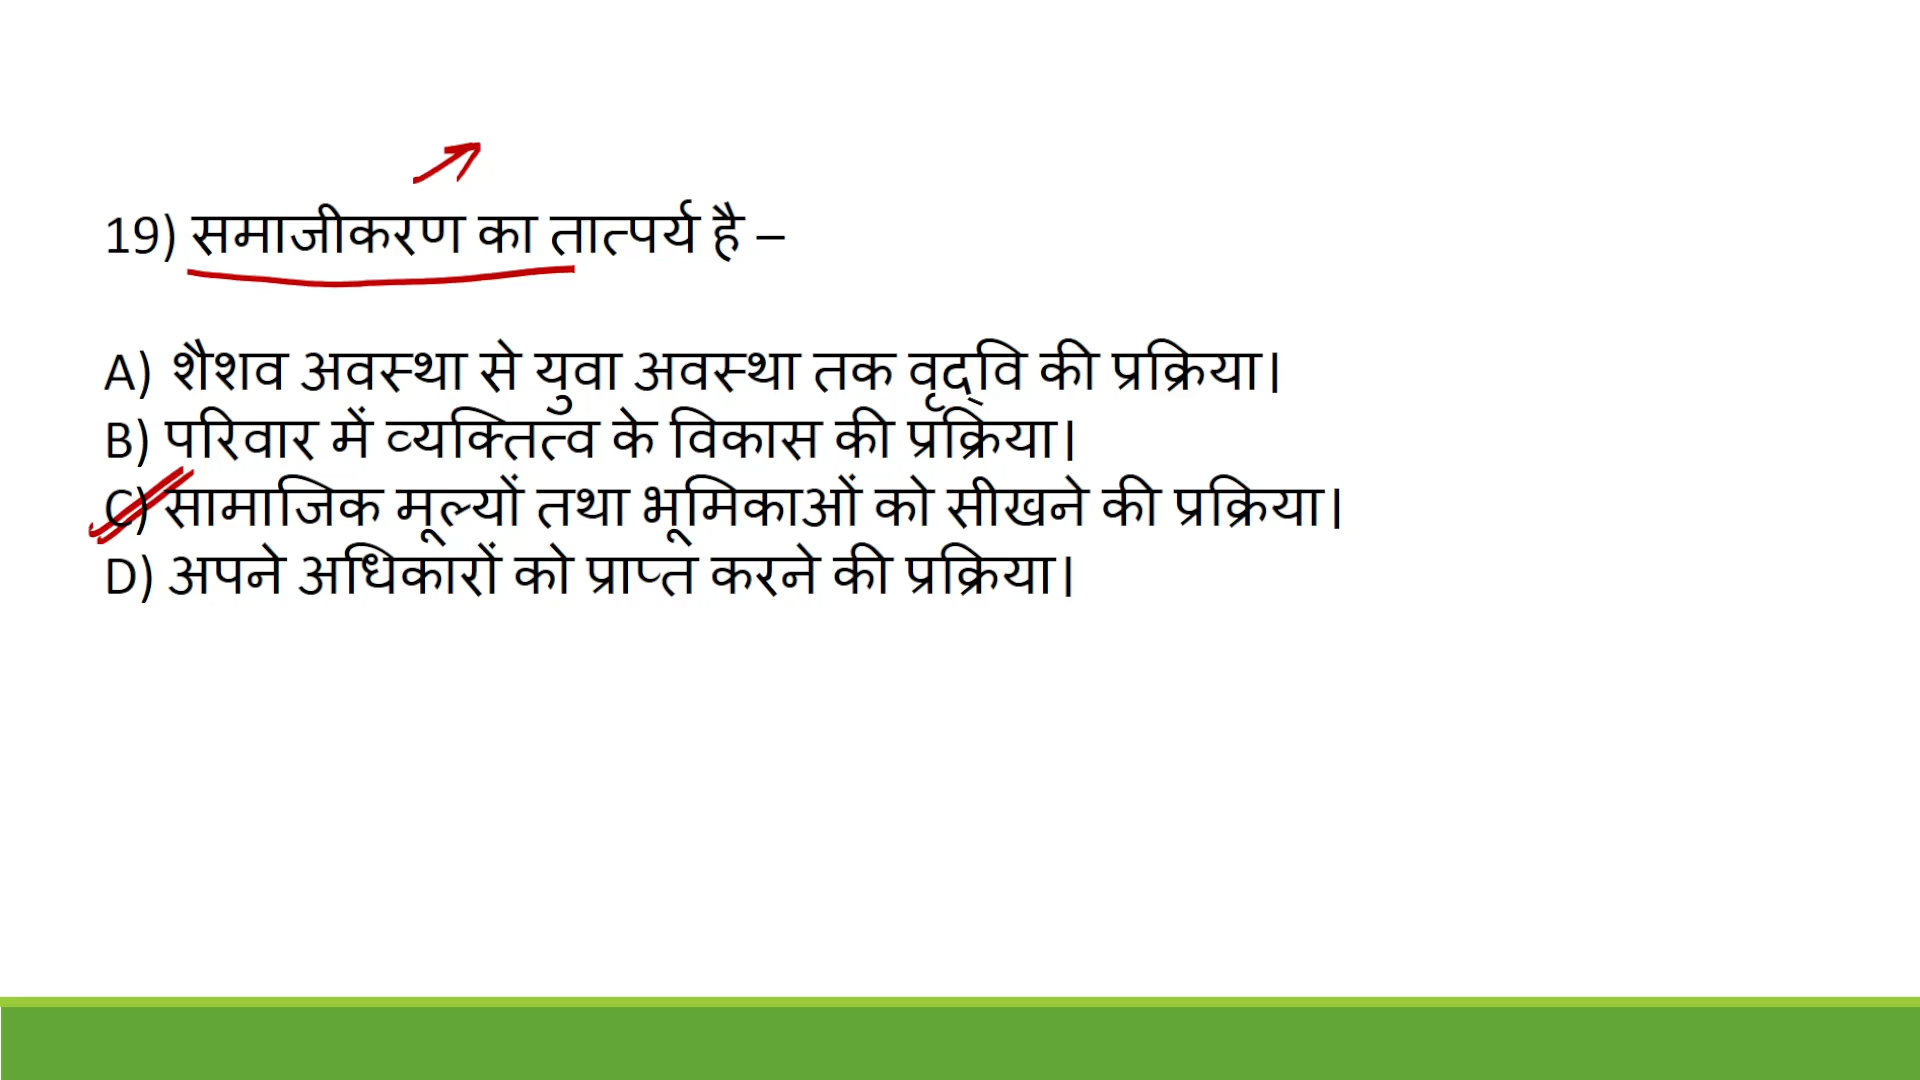 19) समाजीकरण का तात्पर्य है –
A) शैशव अवस्था से युवा अवस्था तक वृद्वि की प्रक्रिया।
B) परिवार में व्यक्तित्व के विकास की प्रक्रिया।
C) सामाजिक मूल्यों तथा भूमिकाओं को सीखने की प्रक्रिया।
D) अपने अधिकारों को प्राप्त करने की प्रक्रिया।